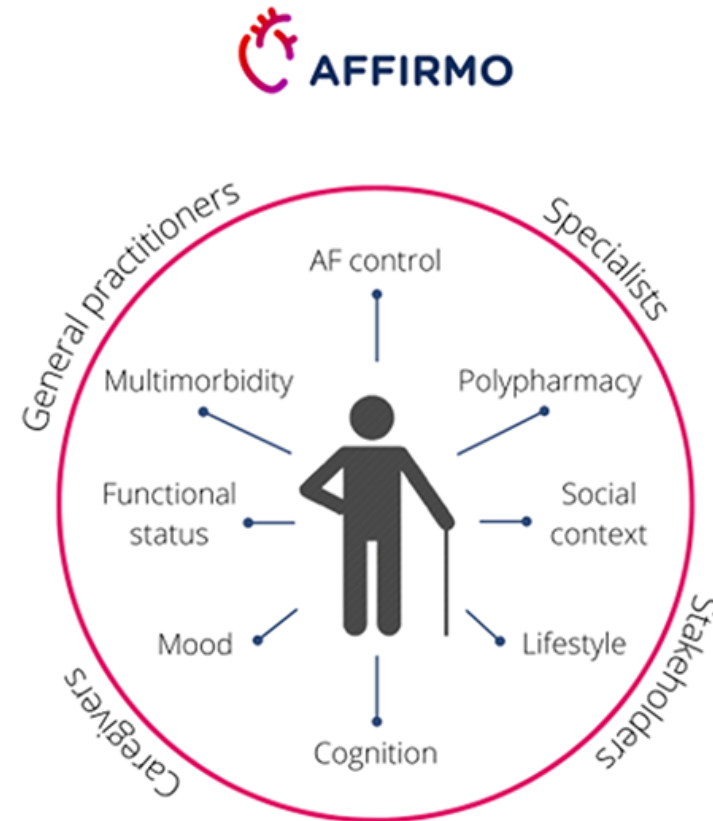 AFFIRMO
General practitioners
Specialists
AF control
Multimorbidity
Polypharmacy
Functional
status
Social
context
Mood
Lifestyle
Cognition
Caregivers
Stakeholders